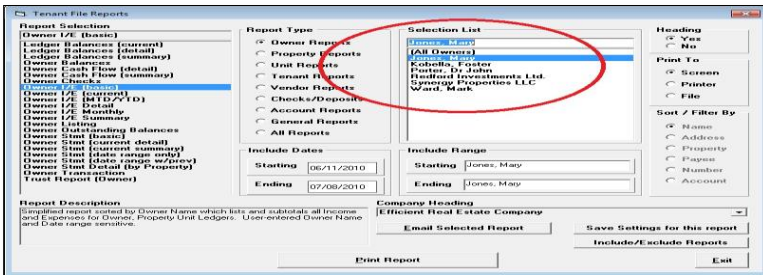 Tenant File Reports
Report Selection
Owner I/E (basic)
Ledger Balances (current)
Ledger Balances (detail)
Ledger Balances (summary)
Owner Balances
Owner Cash Flow (detail)
Owner Cash Flow (summary)
Owner Checks
Owner I/E (basic)
Owner I/E (current)
Owner I/E (MTD/YTD)
Owner I/E Detail
Owner I/E Monthly
Owner I/E Summary
Owner Listing
Owner Outstanding Balances
Owner Stmt (basic)
Owner Stmt (current detail)
Owner Stmt (current summary)
Owner Stmt (date range only)
Owner Stmt (date range w/prev)
Owner Stmt Detail (by Property)
Owner Transaction
Trust Report (Owner)
Report Type
Owner Reports
Property Reports
Unit Reports
Tenant Reports
Vendor Reports
Checks/Deposits
Account Reports
General Reports
All Reports
Selection List
Jones, Mary
(All Owners)
Jones, Mary
Kobella, Foster
Porter, Dr John
Redford Investments Ltd.
Synergy Properties LLC
Ward, Mark
Heading
Yes
No
Print To
Screen
Printer
File
Sort / Filter By
Name
Address
Property
Payee
Number
Account
Include Dates
Starting 06/11/2010
Ending 07/08/2010
Include Range
Starting Jones, Mary
Ending Jones, Mary
Report Description
Simplified report sorted by Owner Name which lists and subtotals all Income
and Expenses for Owner, Property Unit Ledgers. User-entered Owner Name
and Date range sensitive.
Company Heading
Efficient Real Estate Company
Email Selected Report
Save Settings for this report
Include/Exclude Reports
Print Report
Exit